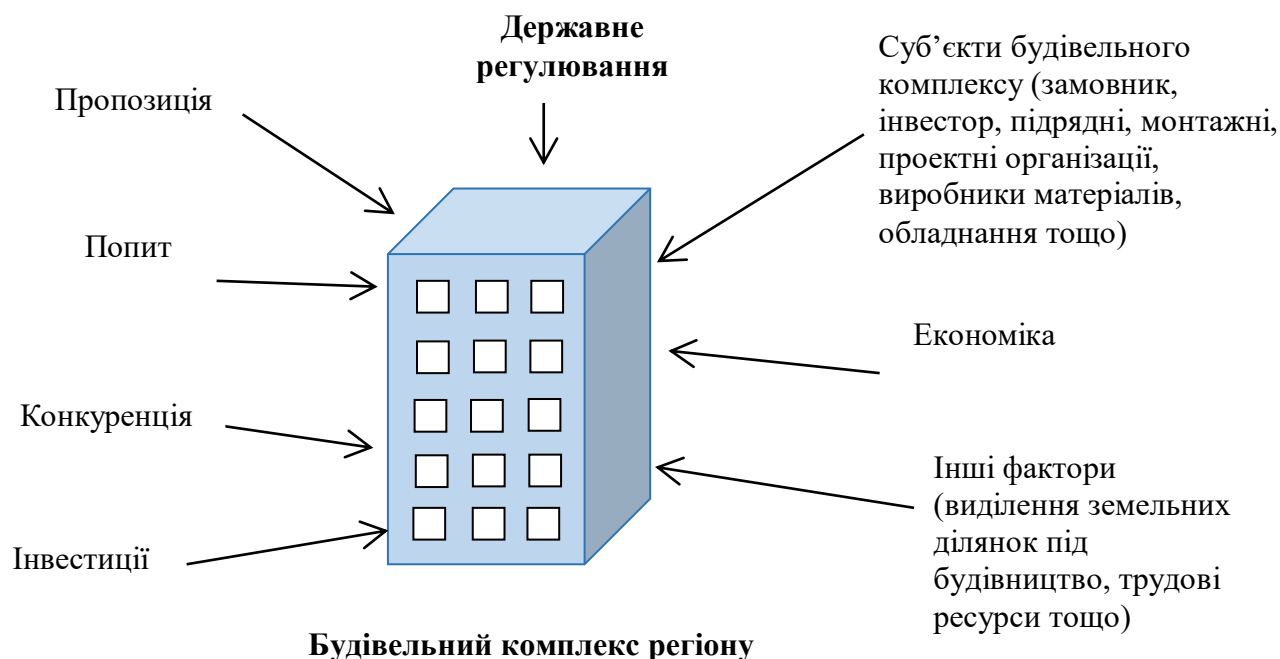 Державне
регулювання
Суб’єкти будівельного
комплексу (замовник,
інвестор, підрядні, монтажні,
проектні організації,
виробники матеріалів,
обладнання тощо)
Пропозиція
Попит
Економіка
Конкуренція
Інші фактори
(виділення земельних
ділянок під
будівництво, трудові
ресурси тощо)
Інвестиції
Будівельний комплекс регіону